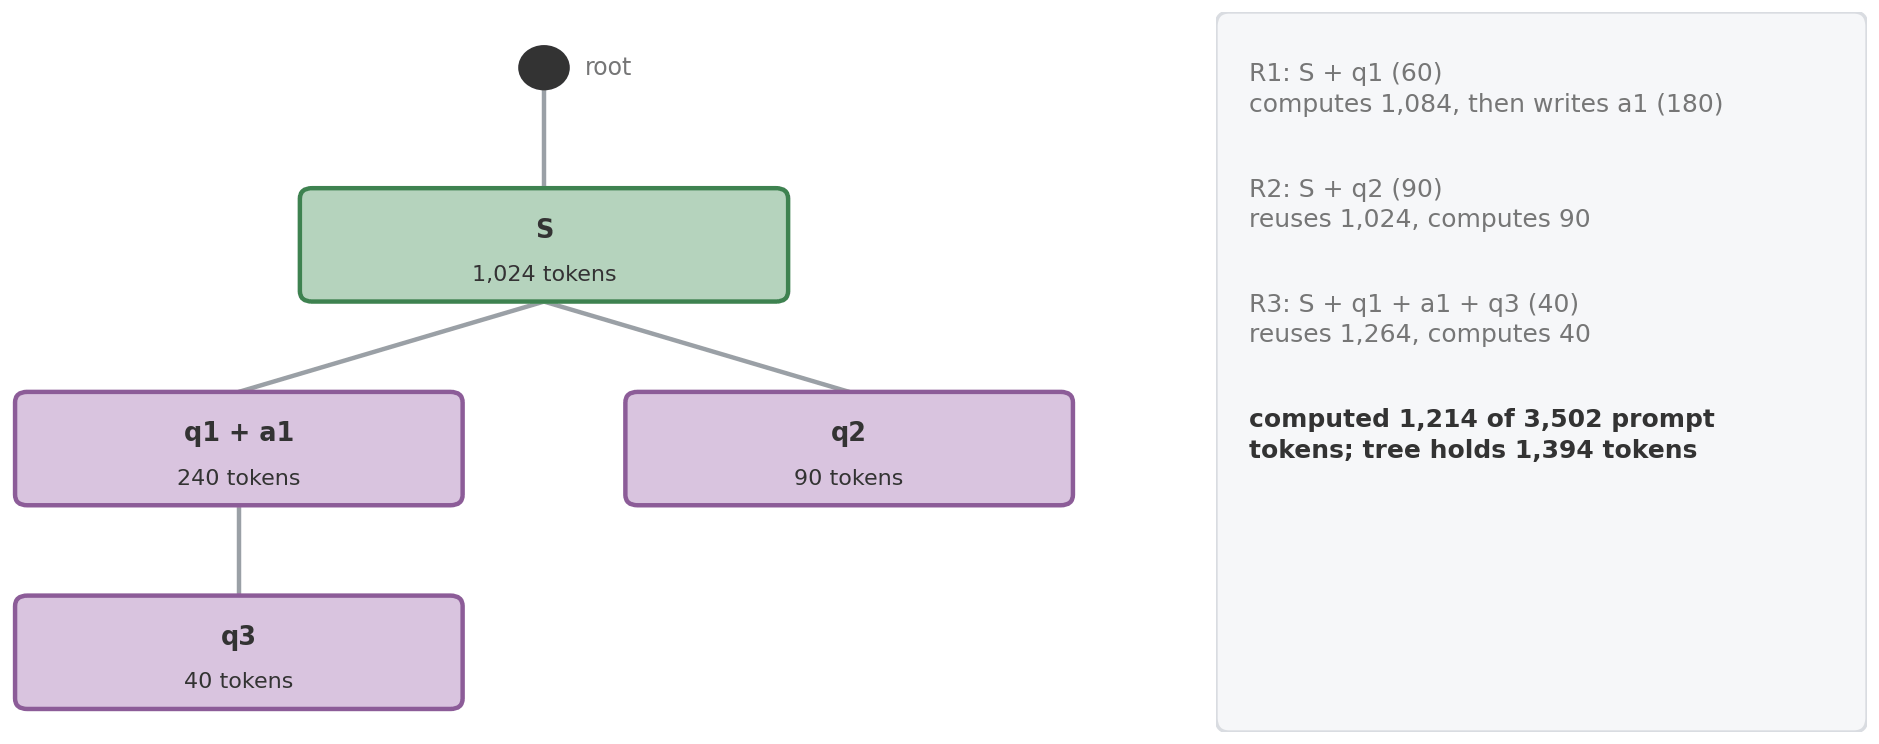 root
S
1,024 tokens
q1 + a1
240 tokens
q2
90 tokens
q3
40 tokens
R1: S + q1 (60)
computes 1,084, then writes a1 (180)
R2: S + q2 (90)
reuses 1,024, computes 90
R3: S + q1 + a1 + q3 (40)
reuses 1,264, computes 40
computed 1,214 of 3,502 prompt
tokens; tree holds 1,394 tokens